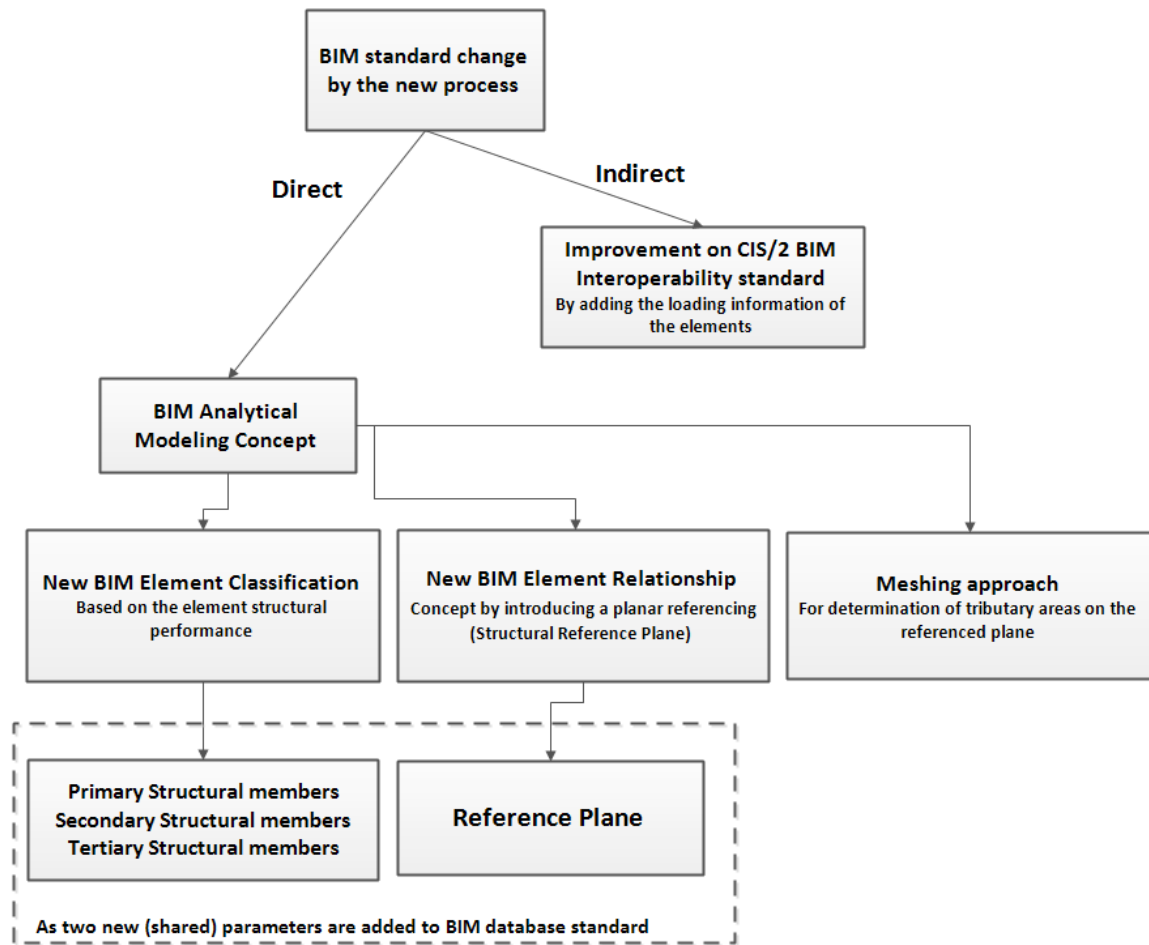 BIM standard change
by the new process
Direct
Indirect
Improvement on CIS/2 BIM
Interoperability standard
By adding the loading information of
the elements
BIM Analytical
Modeling Concept
New BIM Element Classification
Based on the element structural
performance
New BIM Element Relationship
Concept by introducing a planar referencing
(Structural Reference Plane)
Meshing approach
For determination of tributary areas on the
referenced plane
Primary Structural members
Secondary Structural members
Tertiary Structural members
Reference Plane
As two new (shared) parameters are added to BIM database standard